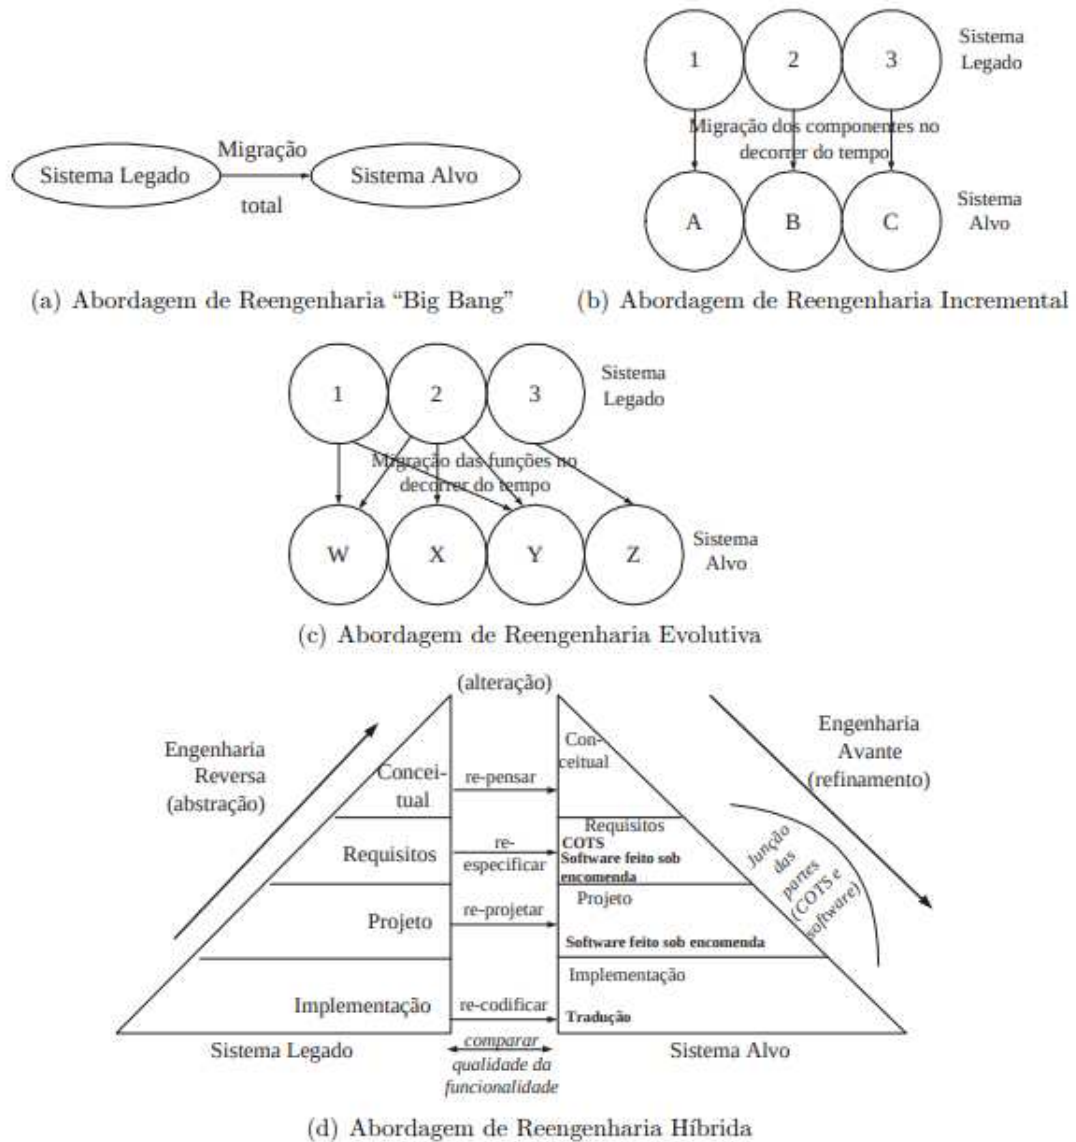 Sistema Legado
Migração
total
Sistema Alvo
(a) Abordagem de Reengenharia “Big Bang”
1
2
3
Sistema
Legado
Migração dos componentes no
decorrer do tempo
A
B
C
Sistema
Alvo
(b) Abordagem de Reengenharia Incremental
1
2
3
Sistema
Legado
Migração das funções no
decorrer do tempo
W
X
Y
Z
Sistema
Alvo
(c) Abordagem de Reengenharia Evolutiva
(alteração)
Engenharia
Reversa
(abstração)
Concei-
tual
re-pensar
Con-
ceitual
Engenharia
Avante
(refinamento)
Requisitos
re-
especificar
Requisitos
COTS
Software feito sob
encomenda
Junção
das
partes
(COTS e
software)
Projeto
re-projetar
Projeto
Software feito sob encomenda
Implementação
re-codificar
Implementação
Tradução
Sistema Legado
comparar
qualidade da
funcionalidade
Sistema Alvo
(d) Abordagem de Reengenharia Híbrida